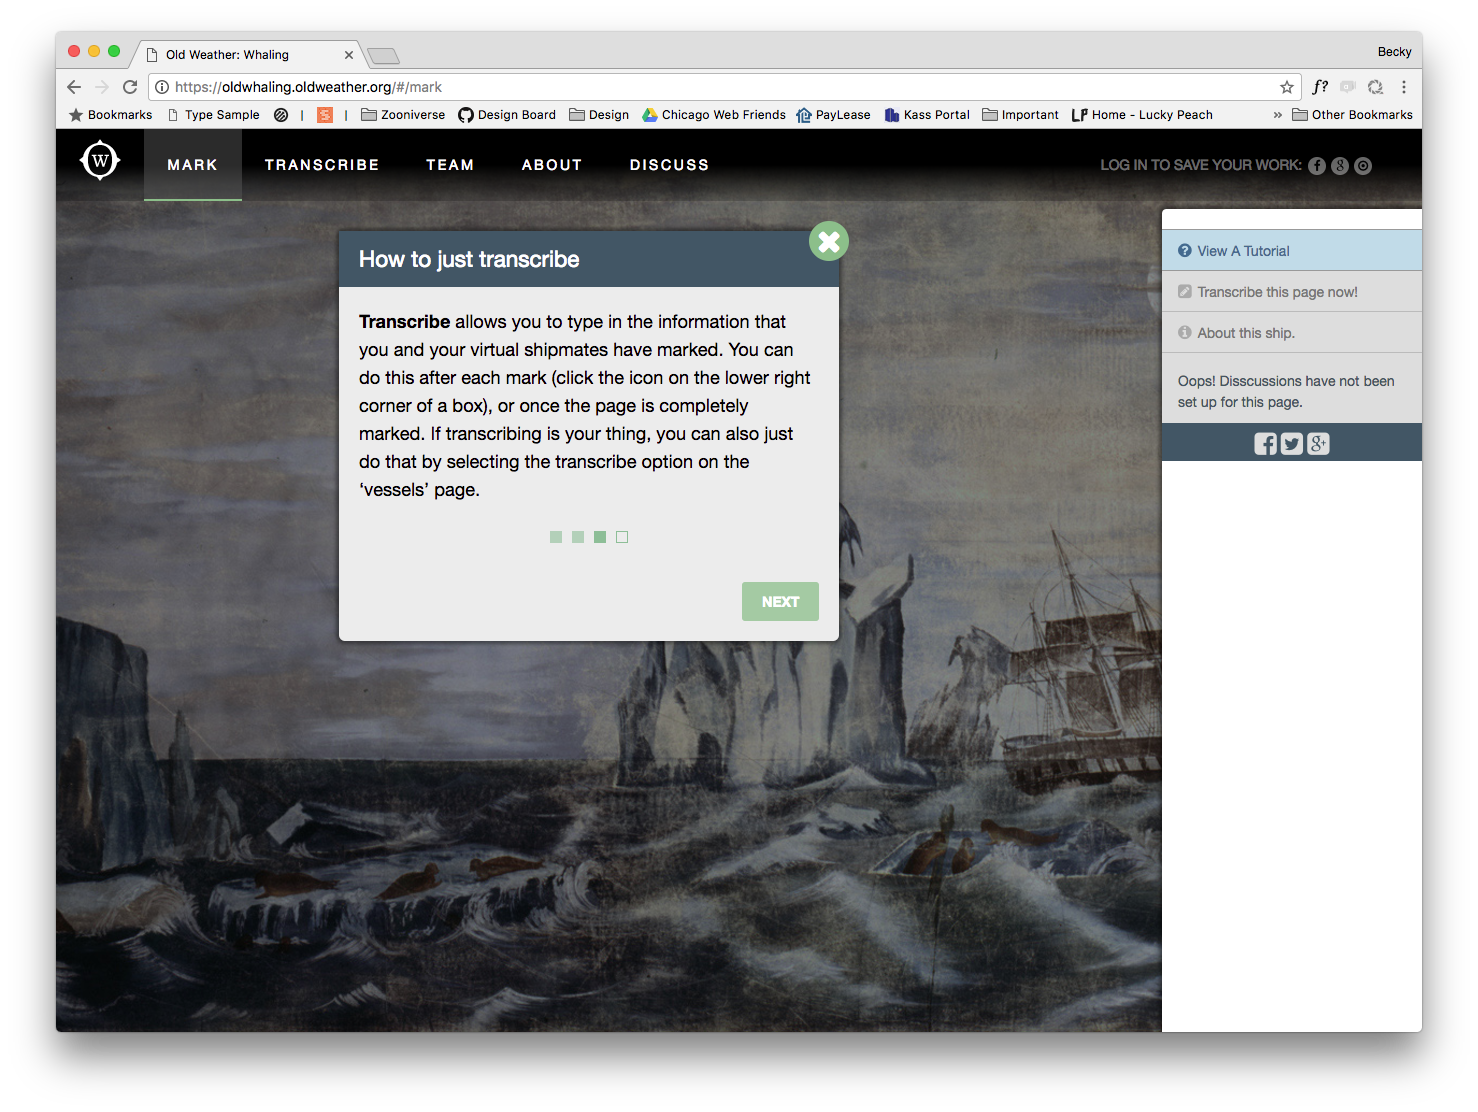 Old Weather: Whaling
Becky
https://oldwhaling.oldweather.org/#/mark
f?
Bookmarks Type Sample | | Zooniverse Design Board Design Chicago Web Friends PayLease Kass Portal Important Home - Lucky Peach » Other Bookmarks
W MARK TRANSCRIBE TEAM ABOUT DISCUSS LOG IN TO SAVE YOUR WORK:
How to just transcribe
Transcribe allows you to type in the information that
you and your virtual shipmates have marked. You can
do this after each mark (click the icon on the lower right
corner of a box), or once the page is completely
marked. If transcribing is your thing, you can also just
do that by selecting the transcribe option on the
‘vessels’ page.
NEXT
View A Tutorial
Transcribe this page now!
About this ship.
Oops! Disscussions have not been
set up for this page.